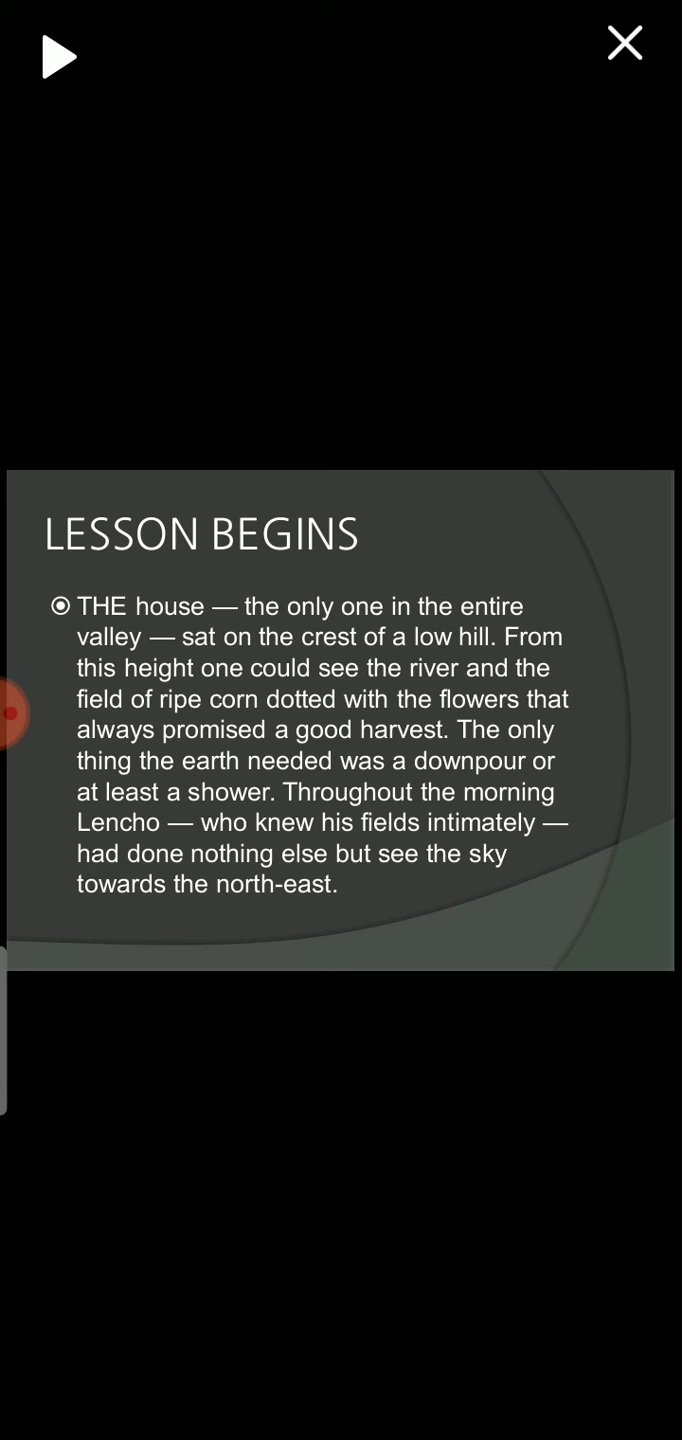 LESSON BEGINS
THE house — the only one in the entire
valley — sat on the crest of a low hill. From
this height one could see the river and the
field of ripe corn dotted with the flowers that
always promised a good harvest. The only
thing the earth needed was a downpour or
at least a shower. Throughout the morning
Lencho — who knew his fields intimately —
had done nothing else but see the sky
towards the north-east.